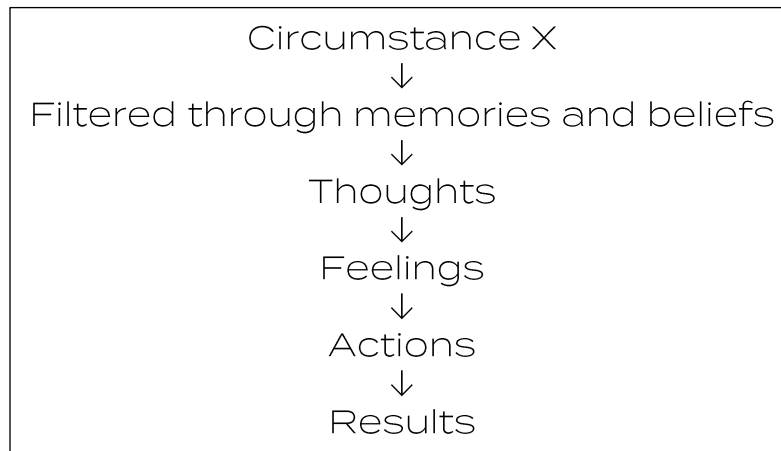 Circumstance X
↓
Filtered through memories and beliefs
↓
Thoughts
↓
Feelings
↓
Actions
↓
Results